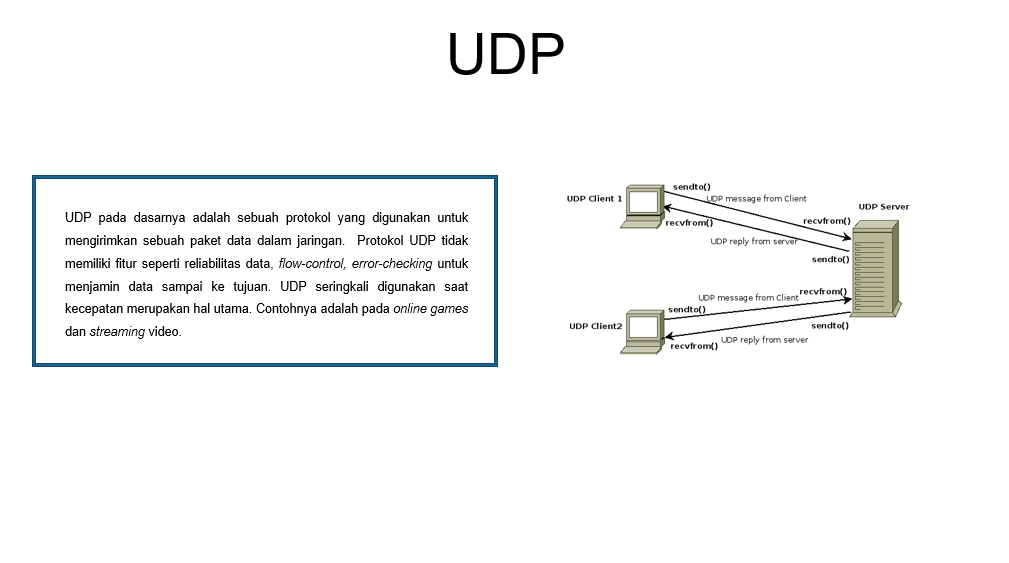 UDP
UDP pada dasarnya adalah sebuah protokol yang digunakan untuk
mengirimkan sebuah paket data dalam jaringan. Protokol UDP tidak
memiliki fitur seperti reliabilitas data, flow-control, error-checking untuk
menjamin data sampai ke tujuan. UDP seringkali digunakan saat
kecepatan merupakan hal utama. Contohnya adalah pada online games
dan streaming video.
sendto()
UDP Client 1
UDP message from Client
UDP Server
recvfrom()
recvfrom()
UDP reply from server
sendto()
recvfrom()
UDP message from Client
sendto()
UDP Client2
sendto()
UDP reply from server
recvfrom()